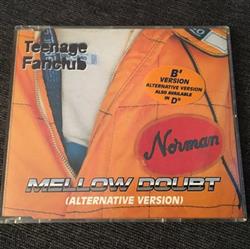 Teenage
Fanclub
B#
VERSION
ALTERNATIVE VERSION
ALSO AVAILABLE
IN D#
Norman
MELLOW DOUBT
(ALTERNATIVE VERSION)